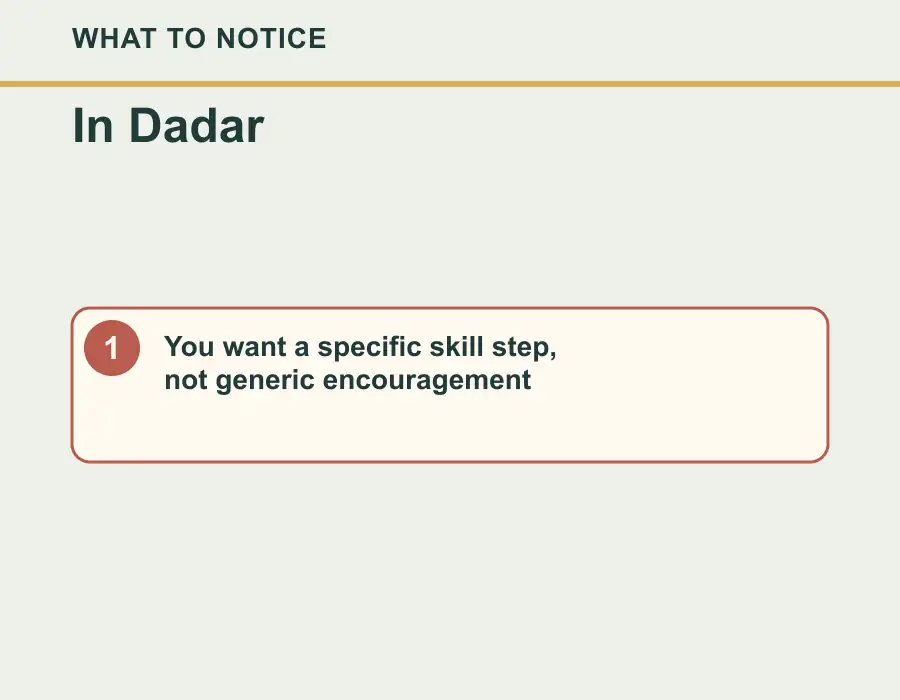 WHAT TO NOTICE
In Dadar
1
You want a specific skill step,
not generic encouragement